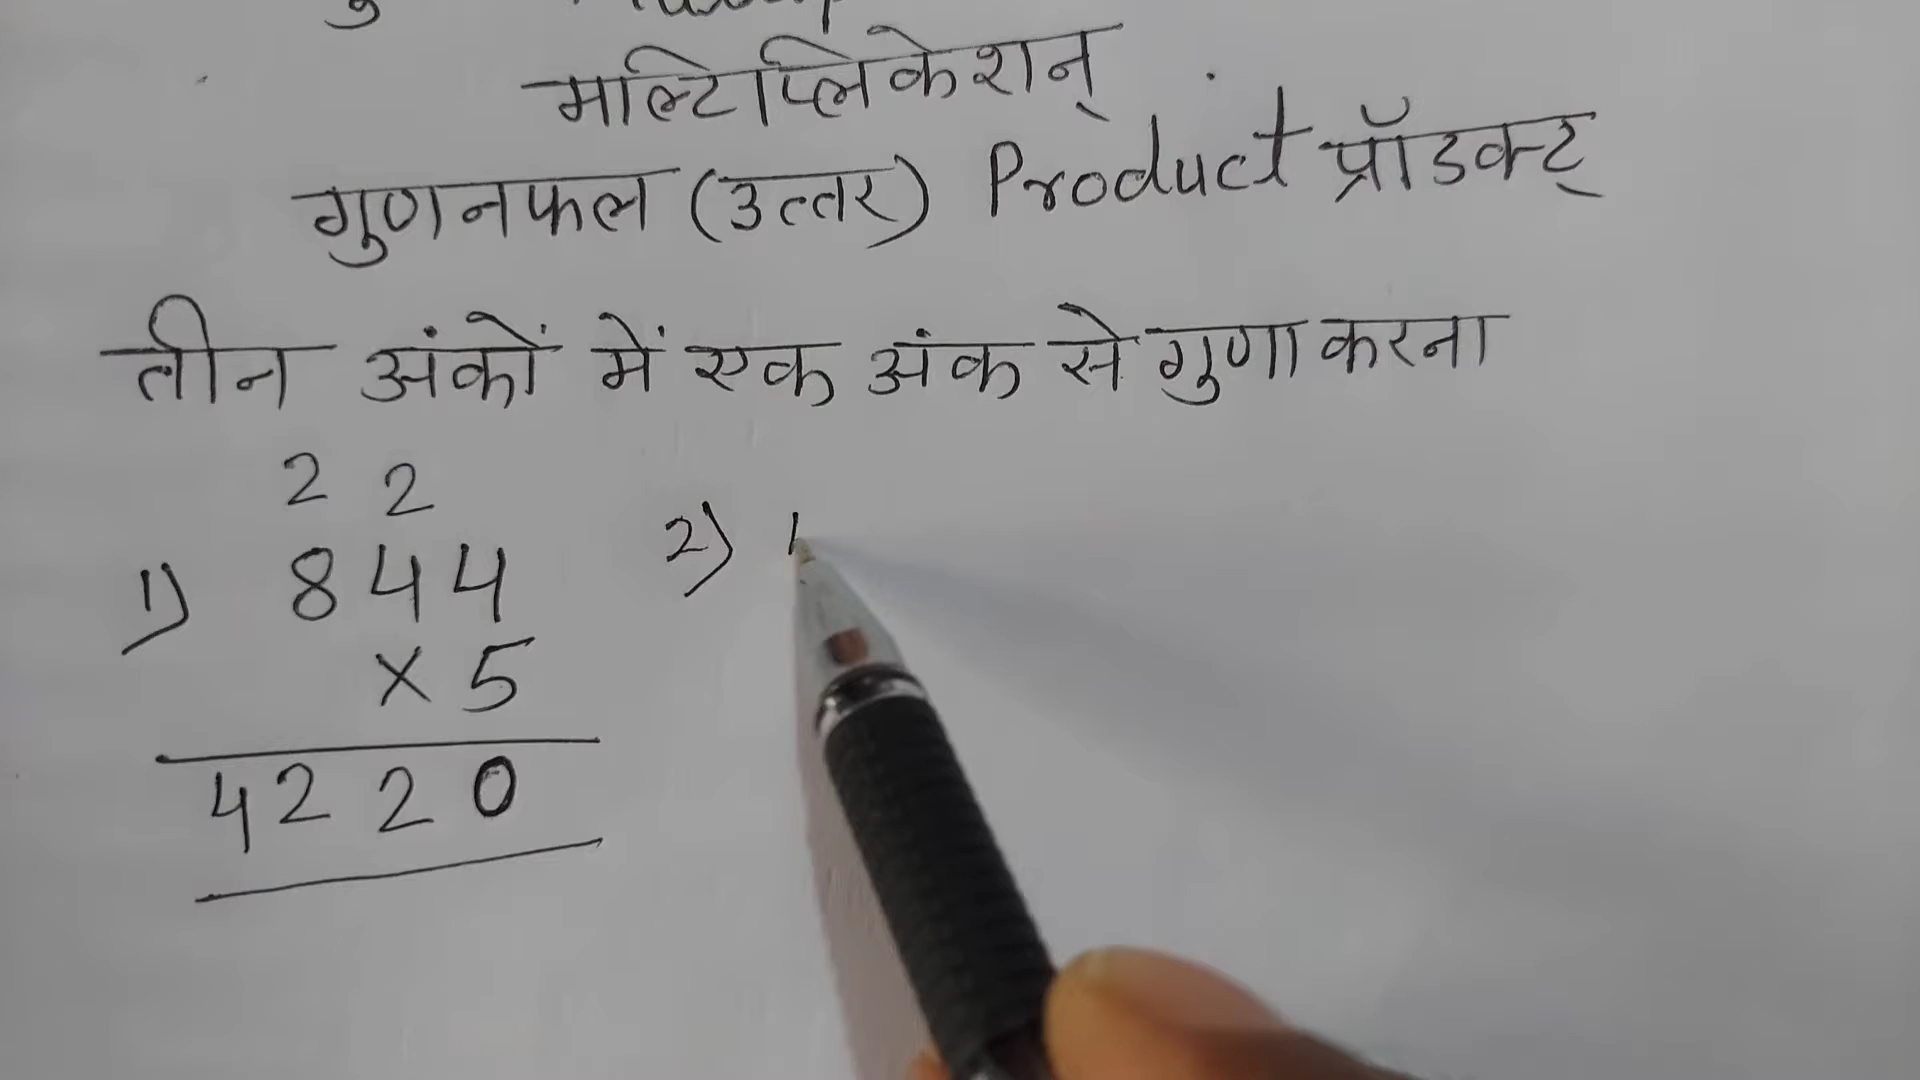 मल्टिप्लिकेशन्
गुणनफल (उत्तर) Product प्रॉडक्ट्
तीन अंकों में एक अंक से गुणा करना
2 2
1) 844
× 5
4220
2)